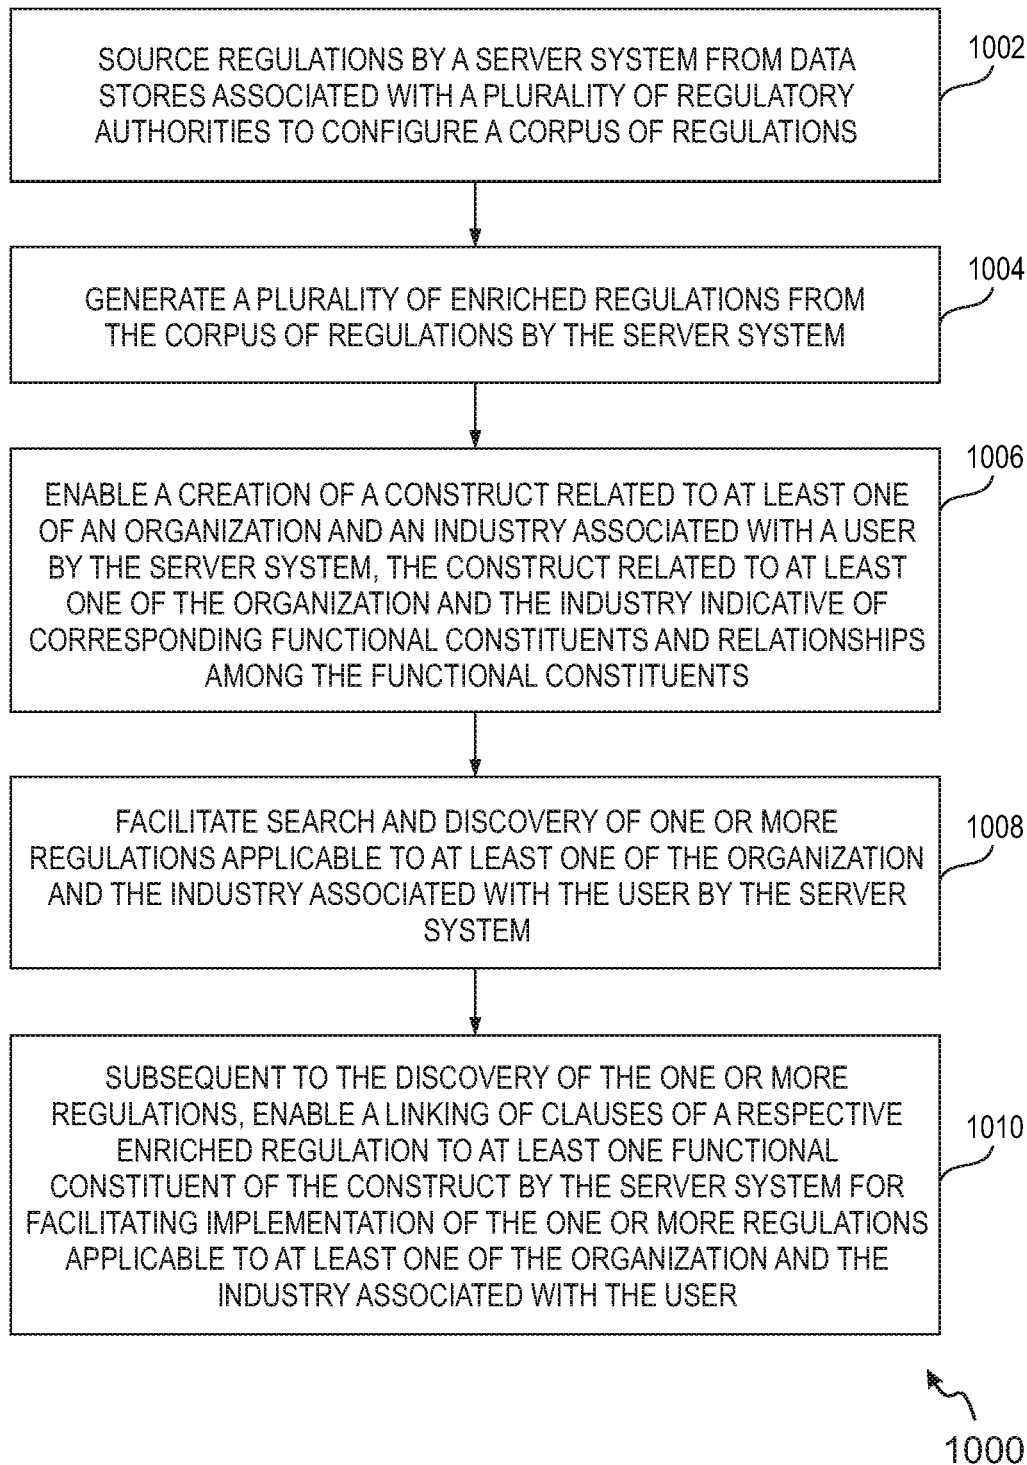 SOURCE REGULATIONS BY A SERVER SYSTEM FROM DATA
STORES ASSOCIATED WITH A PLURALITY OF REGULATORY
AUTHORITIES TO CONFIGURE A CORPUS OF REGULATIONS
1002
GENERATE A PLURALITY OF ENRICHED REGULATIONS FROM
THE CORPUS OF REGULATIONS BY THE SERVER SYSTEM
1004
ENABLE A CREATION OF A CONSTRUCT RELATED TO AT LEAST ONE
OF AN ORGANIZATION AND AN INDUSTRY ASSOCIATED WITH A USER
BY THE SERVER SYSTEM, THE CONSTRUCT RELATED TO AT LEAST
ONE OF THE ORGANIZATION AND THE INDUSTRY INDICATIVE OF
CORRESPONDING FUNCTIONAL CONSTITUENTS AND RELATIONSHIPS
AMONG THE FUNCTIONAL CONSTITUENTS
1006
FACILITATE SEARCH AND DISCOVERY OF ONE OR MORE
REGULATIONS APPLICABLE TO AT LEAST ONE OF THE ORGANIZATION
AND THE INDUSTRY ASSOCIATED WITH THE USER BY THE SERVER
SYSTEM
1008
SUBSEQUENT TO THE DISCOVERY OF THE ONE OR MORE
REGULATIONS, ENABLE A LINKING OF CLAUSES OF A RESPECTIVE
ENRICHED REGULATION TO AT LEAST ONE FUNCTIONAL
CONSTITUENT OF THE CONSTRUCT BY THE SERVER SYSTEM FOR
FACILITATING IMPLEMENTATION OF THE ONE OR MORE REGULATIONS
APPLICABLE TO AT LEAST ONE OF THE ORGANIZATION AND THE
INDUSTRY ASSOCIATED WITH THE USER
1010
1000